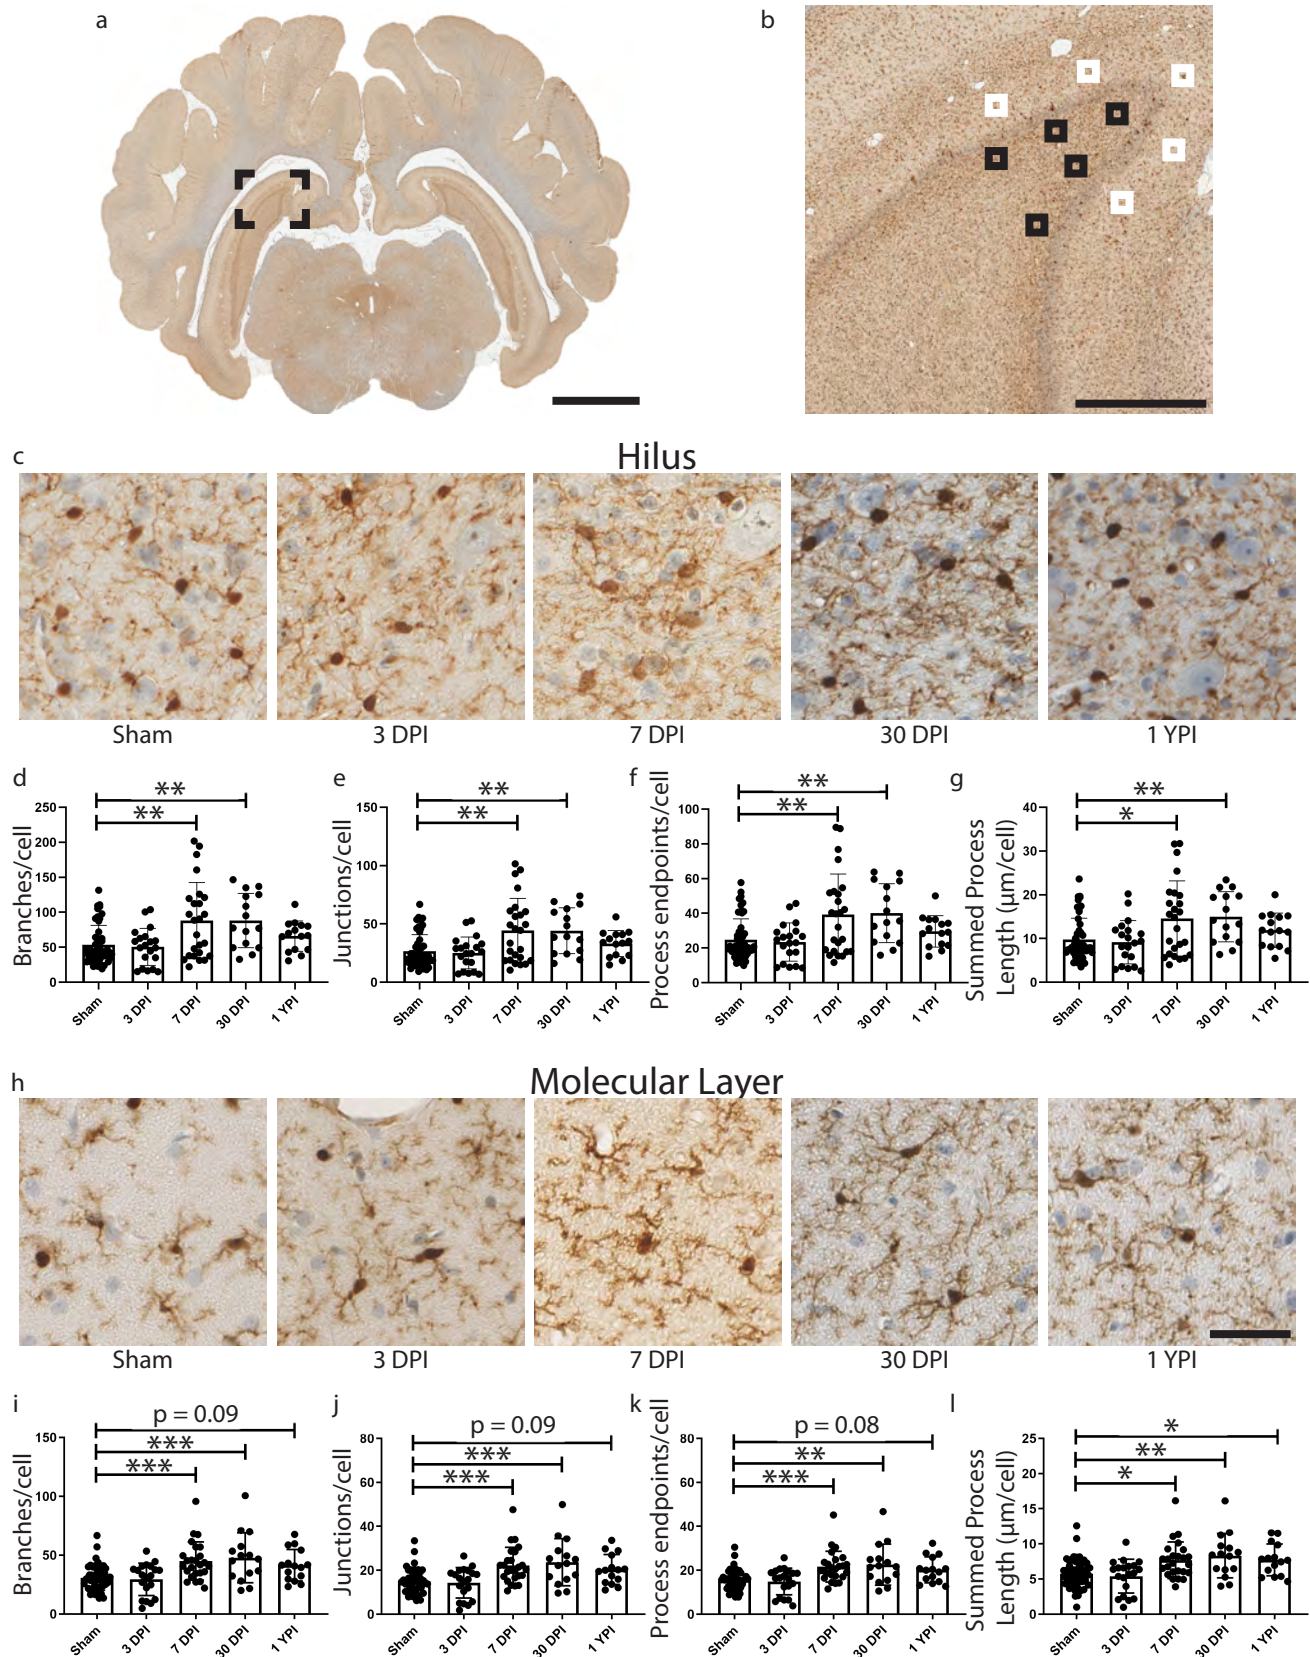 a
b
c
Hilus
Sham
3 DPI
7 DPI
30 DPI
1 YPI
d
**
**
Branches/cell
250
200
150
100
50
0
Sham
3 DPI
7 DPI
30 DPI
1 YPI
e
**
**
Junctions/cell
150
100
50
0
Sham
3 DPI
7 DPI
30 DPI
1 YPI
f
**
**
Process endpoints/cell
100
80
60
40
20
0
Sham
3 DPI
7 DPI
30 DPI
1 YPI
g
**
*
Summed Process
Length (µm/cell)
40
30
20
10
0
Sham
3 DPI
7 DPI
30 DPI
1 YPI
h
Molecular Layer
Sham
3 DPI
7 DPI
30 DPI
1 YPI
i
p = 0.09
***
***
Branches/cell
150
100
50
0
Sham
3 DPI
7 DPI
30 DPI
1 YPI
j
p = 0.09
***
***
Junctions/cell
80
60
40
20
0
Sham
3 DPI
7 DPI
30 DPI
1 YPI
k
p = 0.08
**
***
Process endpoints/cell
80
60
40
20
0
Sham
3 DPI
7 DPI
30 DPI
1 YPI
l
*
**
*
Summed Process
Length (µm/cell)
25
20
15
10
5
0
Sham
3 DPI
7 DPI
30 DPI
1 YPI